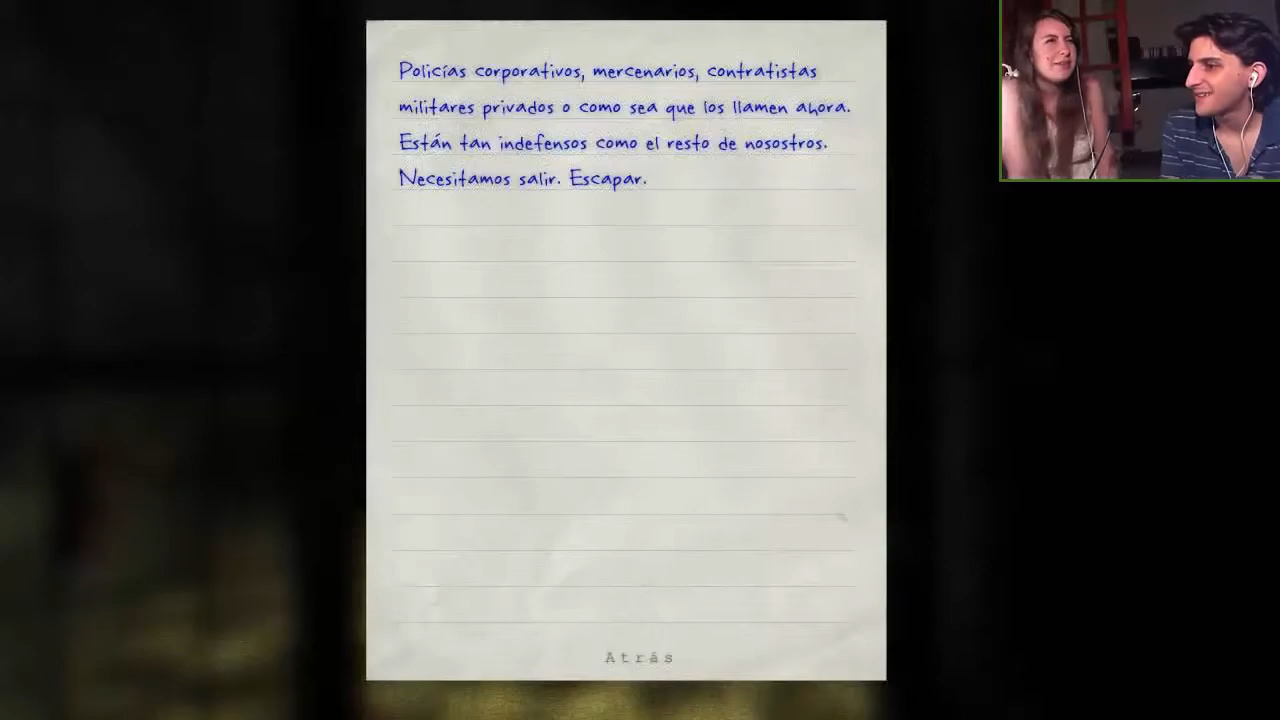 Policías corporativos, mercenarios, contratistas
militares privados o como sea que los llamen ahora.
Están tan indefensos como el resto de nosostros.
Necesitamos salir. Escapar.
Atrás